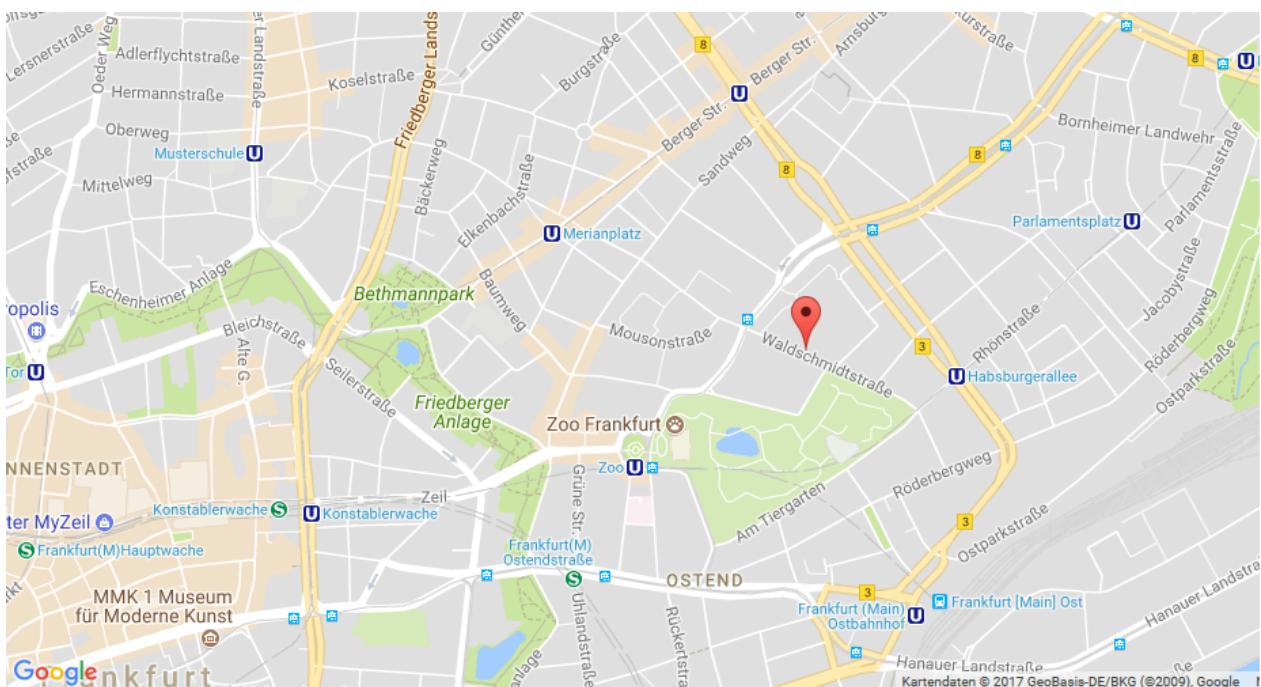 Lersnerstraße
Oeder Weg
Adlerflychtstraße
Hermannstraße
Oberweg
Mittelweg
Musterschule
Koselstraße
Friedberger Lands
Günthe
Burgstraße
Berger Str.
Arnsburg
kurstraße
8
8
8
8
Bornheimer Landwehr
Parlamentsstraße
Parlamentsplatz
Bäckerweg
Elkenbachstraße
Berger Str.
Sandweg
Merianplatz
Eschenheimer Anlage
Bethmannpark
Baumweg
Mousonstraße
Waldschmidtstraße
Rhönstraße
Jacobystraße
Röderbergweg
Ostparkstraße
3
Habsburgerallee
ropolis
Tor
Bleichstraße
Alte G.
Seilerstraße
Friedberger
Anlage
Zoo Frankfurt
Zoo
NNENSTADT
Konstablerwache
Konstablerwache
Zeil
Grüne Str.
Am Tiergarten
Röderbergweg
3
Ostparkstraße
ter MyZeil
Frankfurt(M)Hauptwache
Frankfurt(M)
Ostendstraße
OSTEND
3
MMK 1 Museum
für Moderne Kunst
Uhlandstraße
Rückertstra
Frankfurt (Main)
Ostbahnhof
Frankfurt [Main] Ost
Hanauer Landstra
Hanauer Landstraße
anlage
Google
nkfurt
Kartendaten © 2017 GeoBasis-DE/BKG (©2009), Google